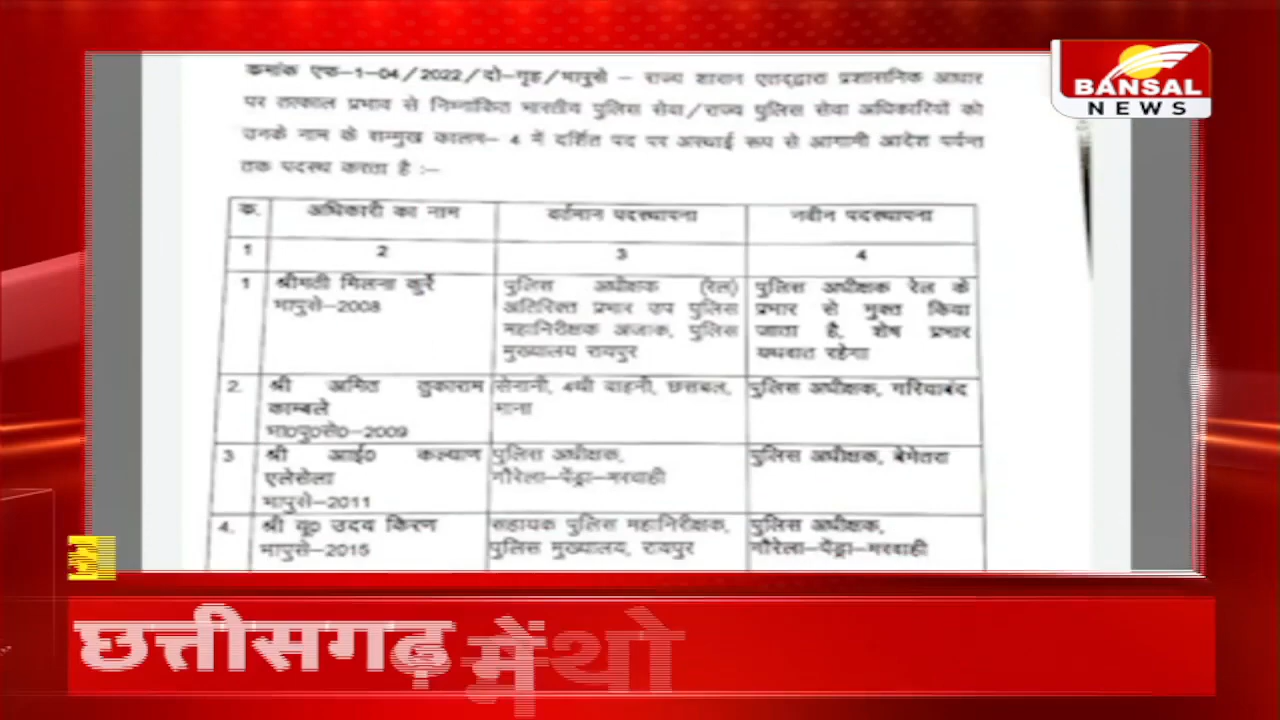 BANSAL
NEWS
क्रमांक एफ-1-04/2022/दो-गृह/भापुसे - राज्य शासन एतद्द्वारा प्रशासनिक आधार
पर तत्काल प्रभाव से निम्नांकित भारतीय पुलिस सेवा/राज्य पुलिस सेवा अधिकारियों को
उनके नाम के सम्मुख कालम- 4 में दर्शित पद पर अस्थाई रूप से आगामी आदेश पर्यन्त
तक पदस्थ करता है :-
क. अधिकारी का नाम वर्तमान पदस्थापना नवीन पदस्थापना
1 2 3 4
1 श्रीमती मिलना कुर्रे पुलिस अधीक्षक (रेल) पुलिस अधीक्षक रेल के
भापुसे-2008 अतिरिक्त प्रभार उप पुलिस प्रभार से मुक्त किया
महानिरीक्षक अजाक, पुलिस जाता है, शेष प्रभार
मुख्यालय रायपुर यथवात रहेगा
2. श्री अमित तुकाराम सेनानी, 4थी वाहनी, छसबल, पुलिस अधीक्षक, गरियाबंद
काम्बले माना
भा0पु0से0-2009
3 श्री आई0 कल्याण पुलिस अधीक्षक, पुलिस अधीक्षक, बेमेतरा
एलेसेला गौरेला-पेंड्रा-मरवाही
भापुसे-2011
4. श्री यू0 उदय किरण सहायक पुलिस महानिरीक्षक, पुलिस अधीक्षक,
भापुसे-2015 पुलिस मुख्यालय, रायपुर गौरेला-पेंड्रा-मरवाही
छत्तीसगढ़ में थो